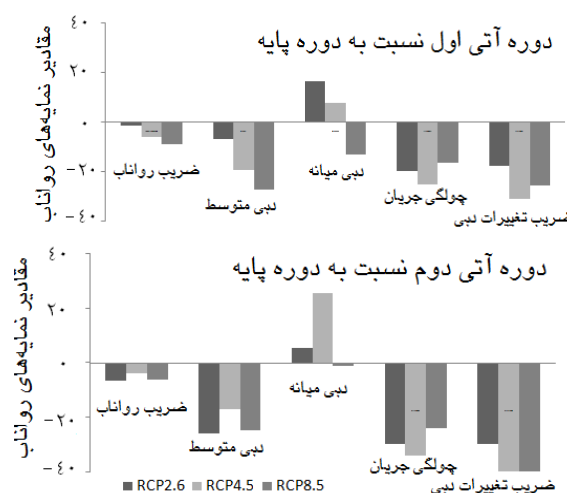 دوره آتی اول نسبت به دوره پایه
مقادیر نمایه‌های رواناب
۴۰
۲۰
۰
-۲۰
-۴۰
ضریب رواناب
دبی متوسط
دبی میانه
چولگی جریان
ضریب تغییرات دبی
دوره آتی دوم نسبت به دوره پایه
مقادیر نمایه‌های رواناب
۴۰
۲۰
۰
-۲۰
-۴۰
ضریب رواناب
دبی متوسط
دبی میانه
چولگی جریان
ضریب تغییرات دبی
RCP2.6 RCP4.5 RCP8.5